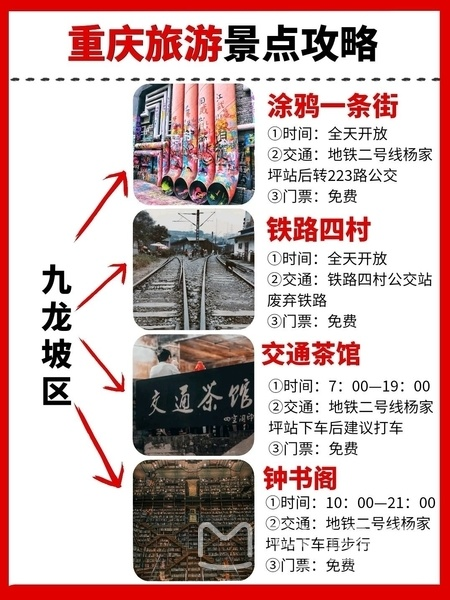 重庆旅游景点攻略
九龙坡区
涂鸦一条街
①时间：全天开放
②交通：地铁二号线杨家
坪站后转223路公交
③门票：免费
铁路四村
①时间：全天开放
②交通：铁路四村公交站
废弃铁路
③门票：免费
交通茶馆
交通茶馆
①时间：7：00—19：00
②交通：地铁二号线杨家
坪站下车后建议打车
③门票：免费
钟书阁
①时间：10：00—21：00
②交通：地铁二号线杨家
坪站下车再步行
③门票：免费